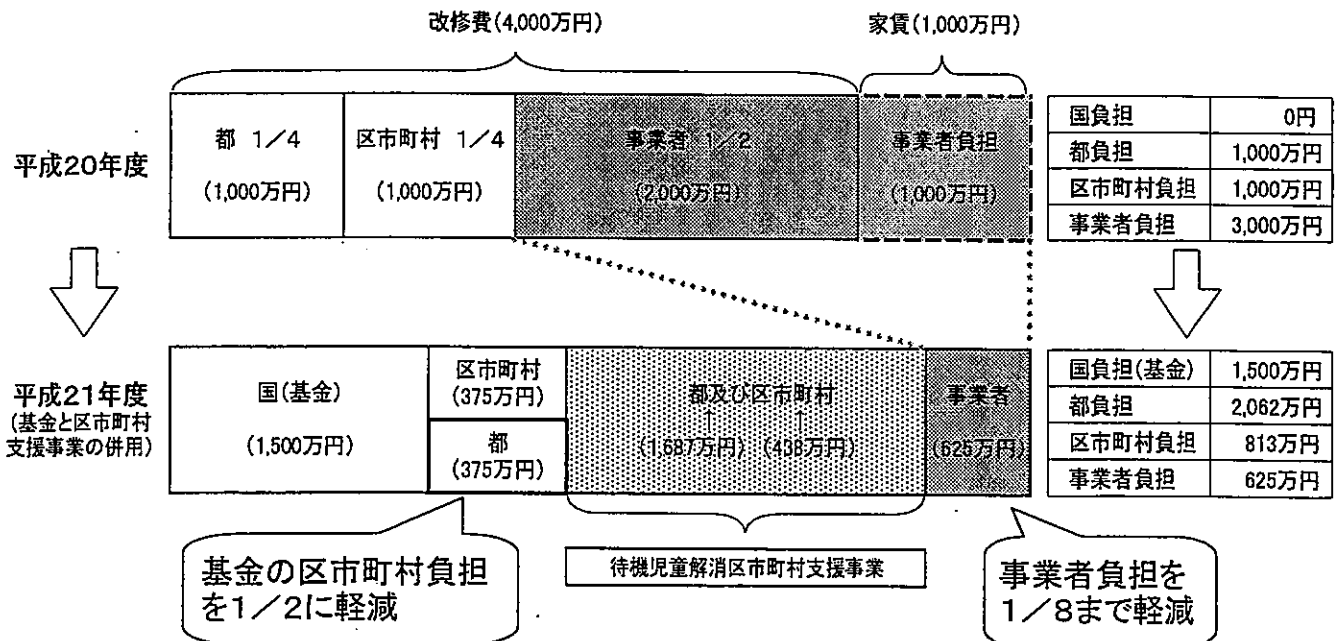 改修費(4,000万円)
家賃(1,000万円)
平成20年度
都 1/4
(1,000万円)
区市町村 1/4
(1,000万円)
事業者 1/2
(2,000万円)
事業者負担
(1,000万円)
国負担 0円
都負担 1,000万円
区市町村負担 1,000万円
事業者負担 3,000万円
平成21年度
(基金と区市町村
支援事業の併用)
国(基金)
(1,500万円)
区市町村
(375万円)
都
(375万円)
都及び区市町村
↑ ↑
(1,687万円) (438万円)
事業者
(625万円)
国負担(基金) 1,500万円
都負担 2,062万円
区市町村負担 813万円
事業者負担 625万円
基金の区市町村負担
を1/2に軽減
待機児童解消区市町村支援事業
事業者負担を
1/8まで軽減